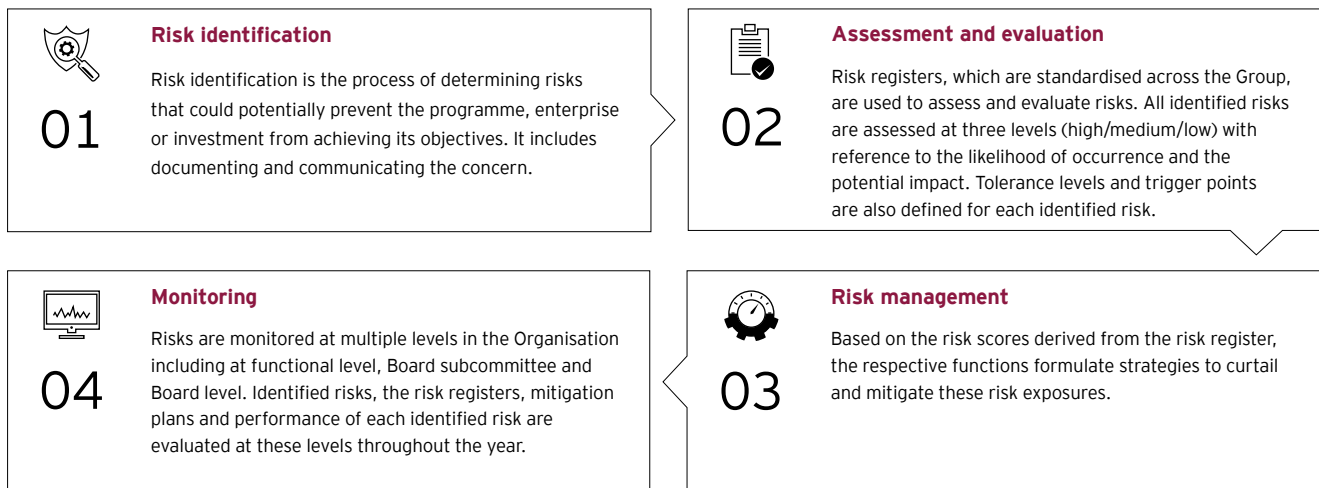 01
Risk identification
Risk identification is the process of determining risks
that could potentially prevent the programme, enterprise
or investment from achieving its objectives. It includes
documenting and communicating the concern.
02
Assessment and evaluation
Risk registers, which are standardised across the Group,
are used to assess and evaluate risks. All identified risks
are assessed at three levels (high/medium/low) with
reference to the likelihood of occurrence and the
potential impact. Tolerance levels and trigger points
are also defined for each identified risk.
03
Risk management
Based on the risk scores derived from the risk register,
the respective functions formulate strategies to curtail
and mitigate these risk exposures.
04
Monitoring
Risks are monitored at multiple levels in the Organisation
including at functional level, Board subcommittee and
Board level. Identified risks, the risk registers, mitigation
plans and performance of each identified risk are
evaluated at these levels throughout the year.